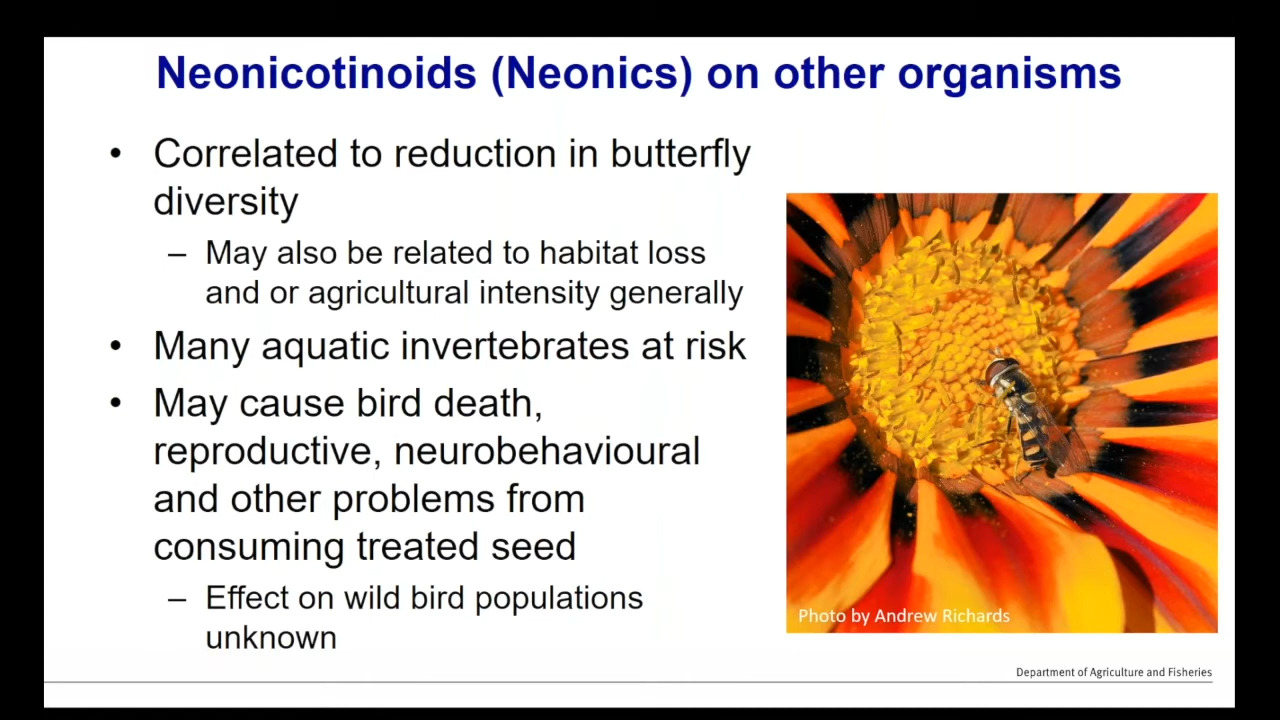 Neonicotinoids (Neonics) on other organisms
• Correlated to reduction in butterfly
diversity
– May also be related to habitat loss
and or agricultural intensity generally
• Many aquatic invertebrates at risk
• May cause bird death,
reproductive, neurobehavioural
and other problems from
consuming treated seed
– Effect on wild bird populations
unknown
Photo by Andrew Richards
Department of Agriculture and Fisheries